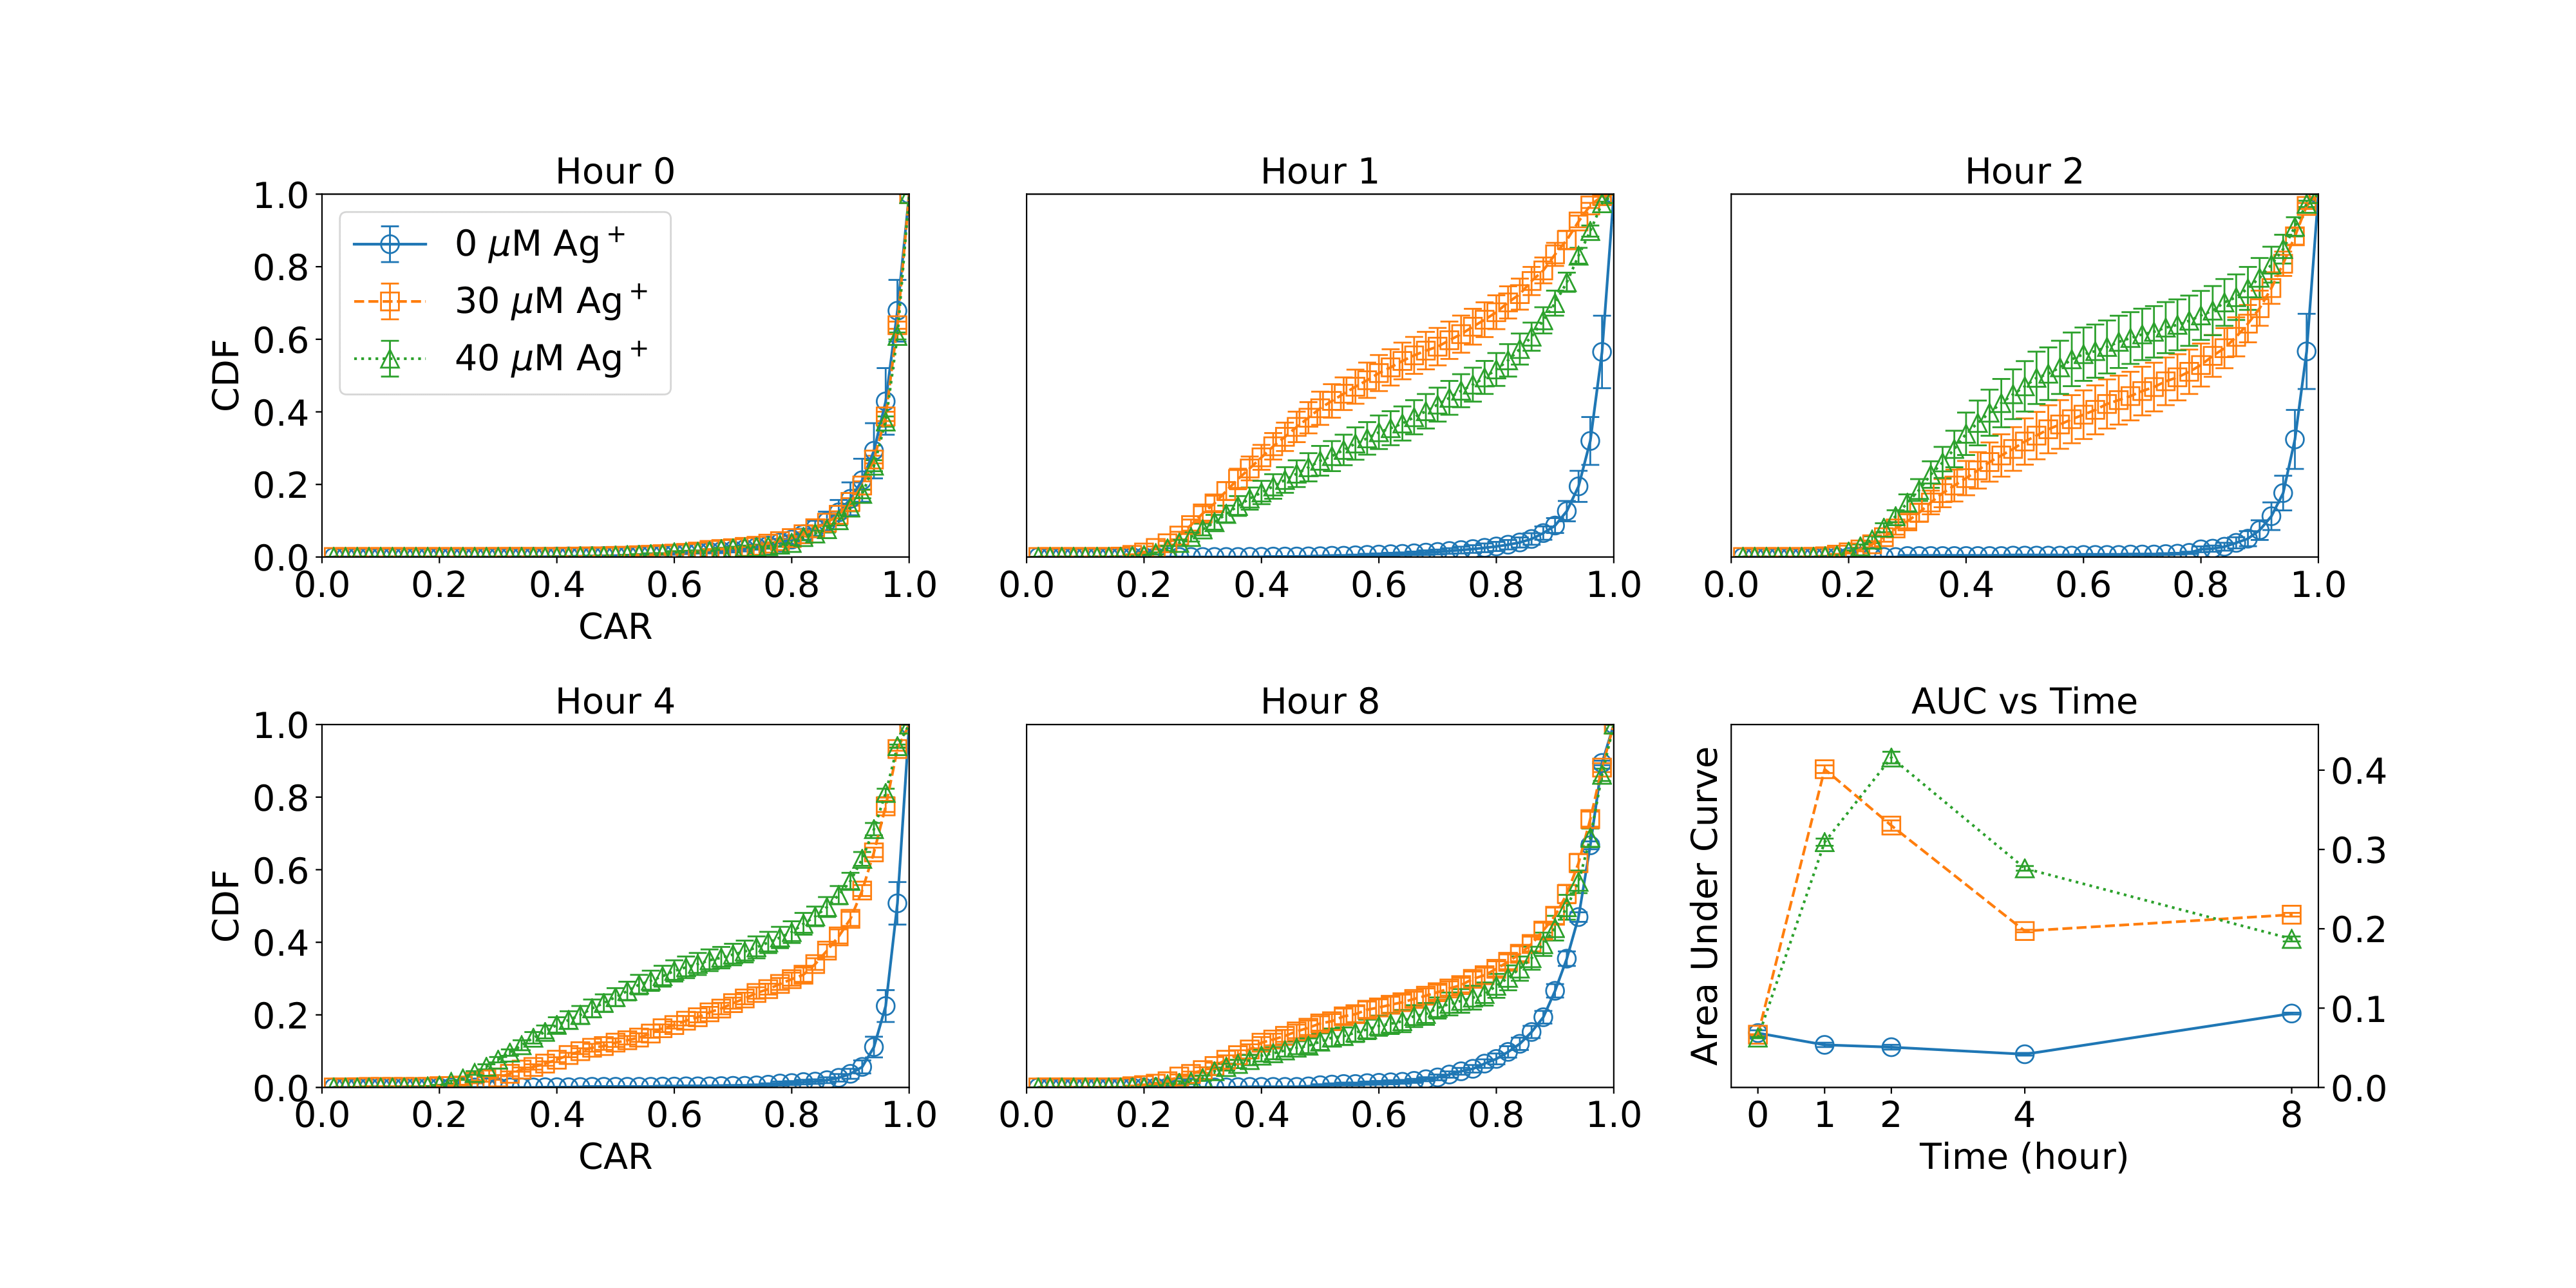 Hour 0
Hour 1
Hour 2
1.0
0.8
0.6
0.4
0.2
0.0
CDF
0 μM Ag⁺
30 μM Ag⁺
40 μM Ag⁺
0.0 0.2 0.4 0.6 0.8 1.0
CAR
0.0 0.2 0.4 0.6 0.8 1.0
0.0 0.2 0.4 0.6 0.8 1.0
Hour 4
Hour 8
AUC vs Time
1.0
0.8
0.6
0.4
0.2
0.0
CDF
0.0 0.2 0.4 0.6 0.8 1.0
CAR
0.0 0.2 0.4 0.6 0.8 1.0
Area Under Curve
0.4
0.3
0.2
0.1
0.0
0 1 2 4 8
Time (hour)